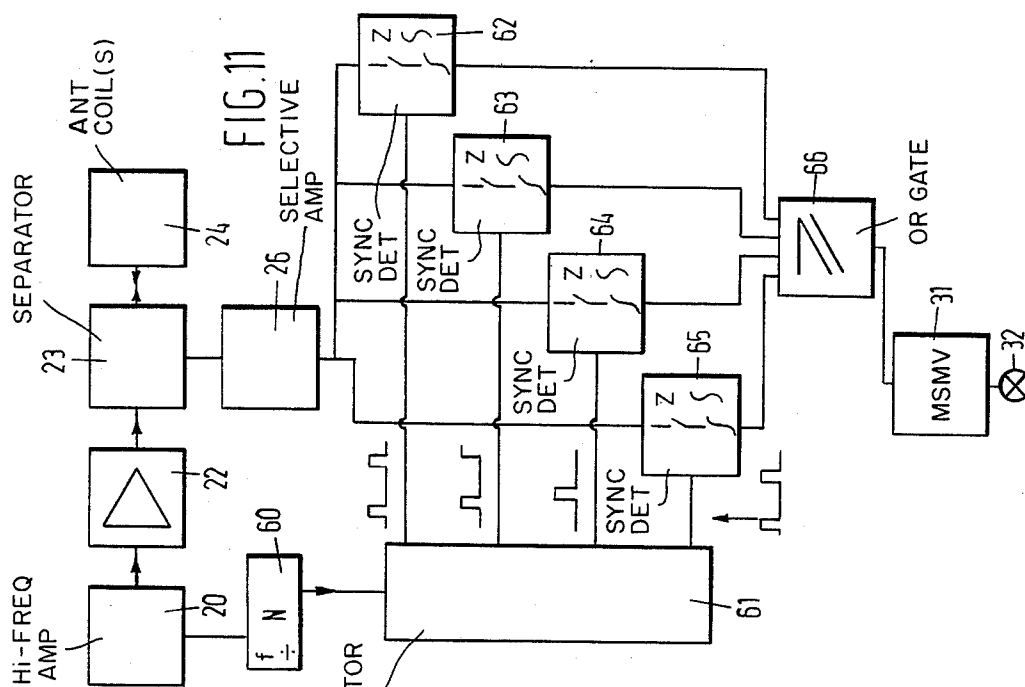 FIG. 11
Hi-FREQ
AMP
20
22
SEPARATOR
23
ANT
COIL(S)
24
26
SELECTIVE
AMP
f
÷ N
60
TOR
61
SYNC
DET
Z
62
SYNC
DET
Z
63
SYNC
DET
Z
64
SYNC
DET
Z
65
66
OR GATE
MSMV
31
32